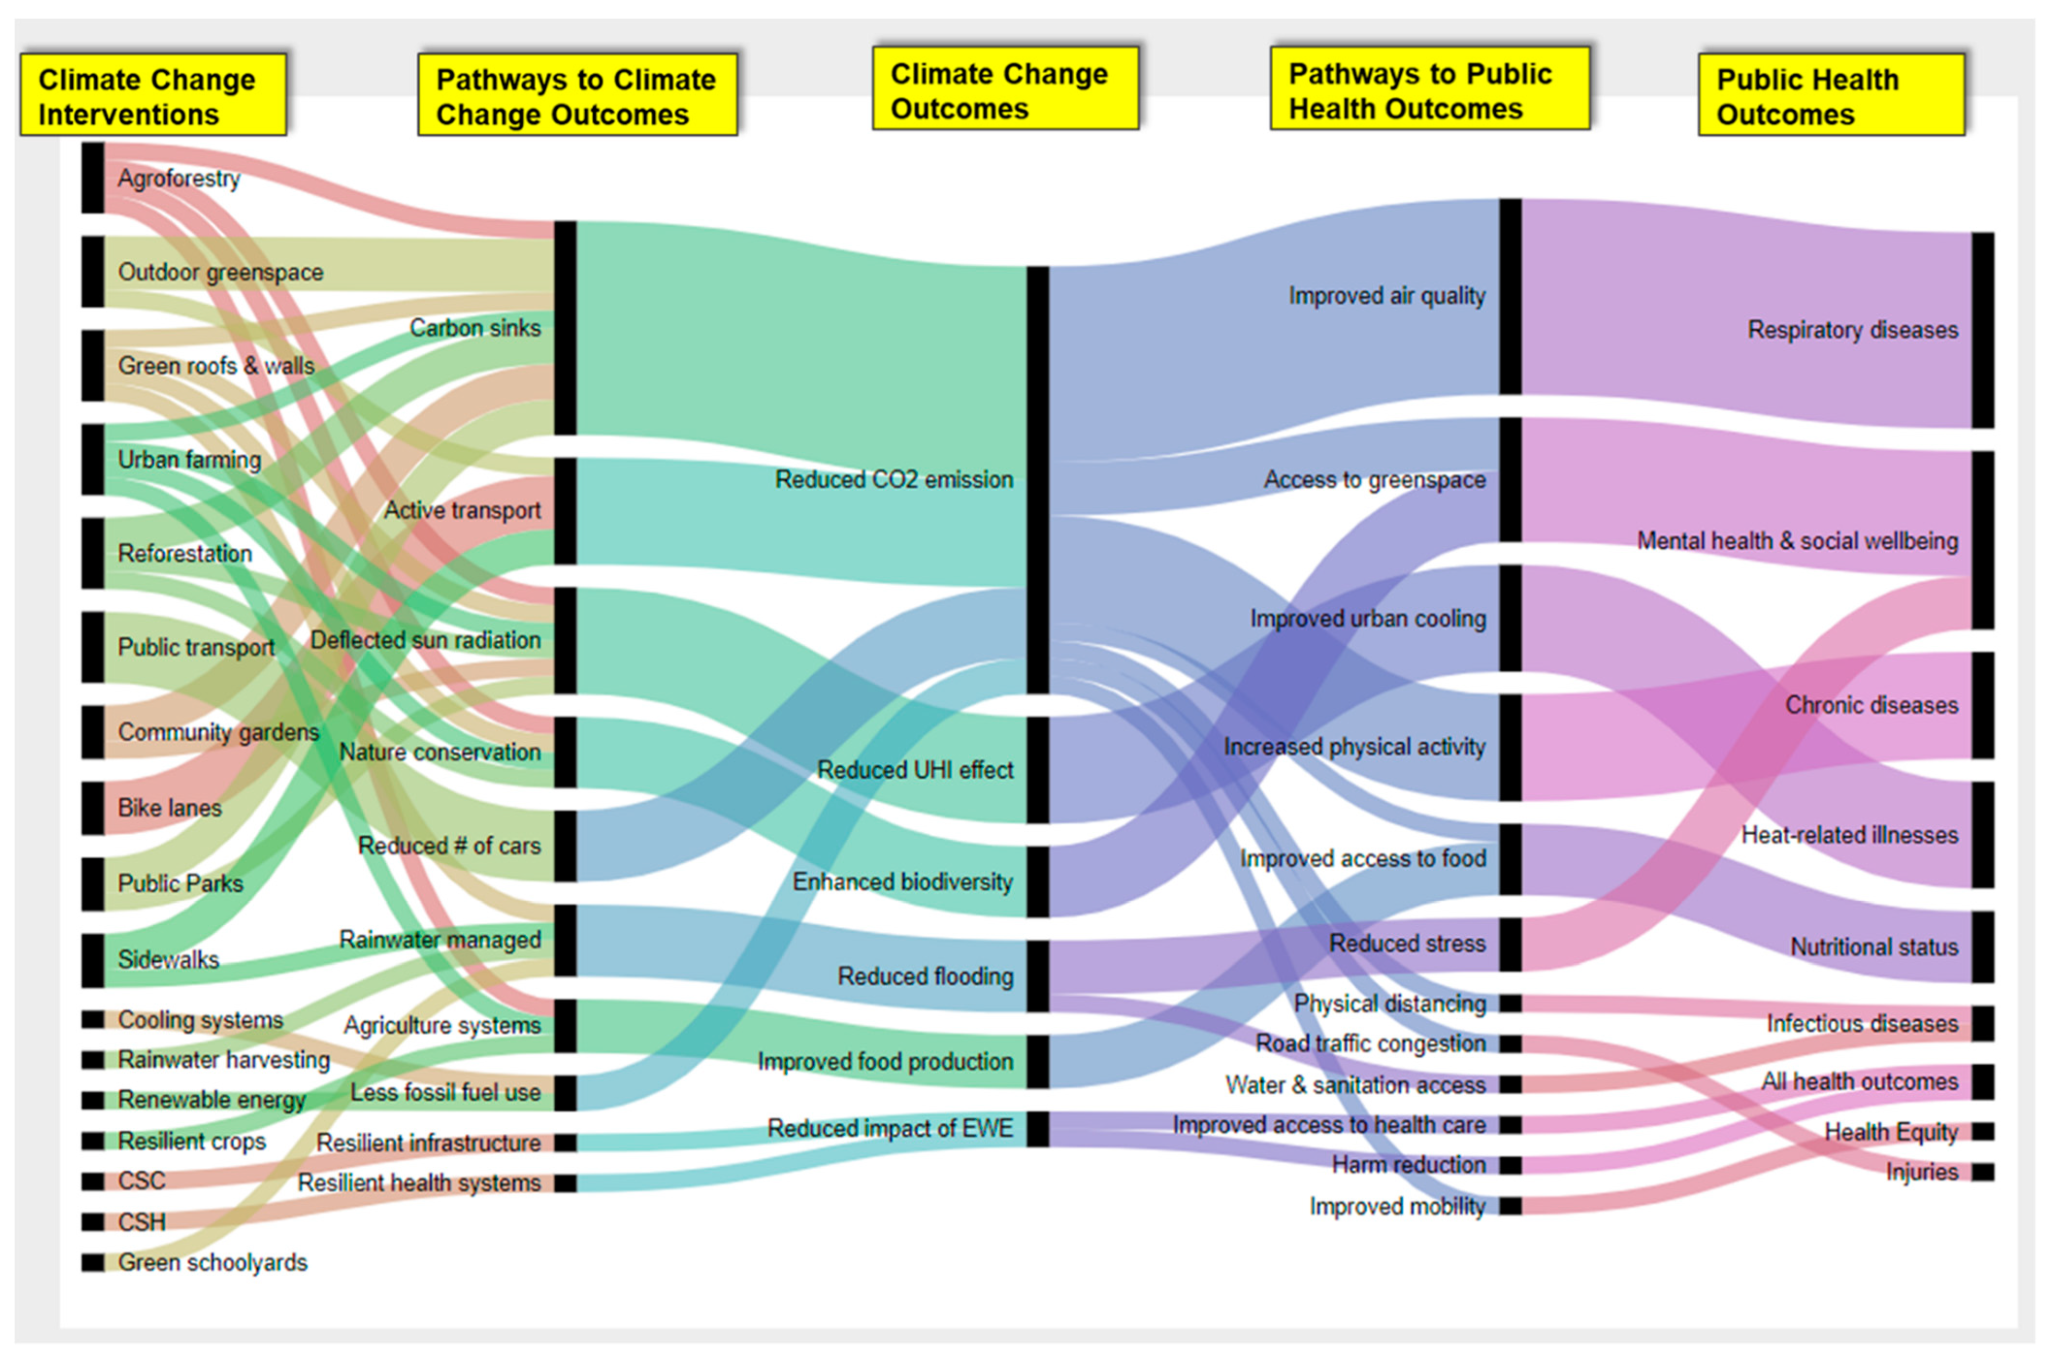 Climate Change
Interventions
Pathways to Climate
Change Outcomes
Climate Change
Outcomes
Pathways to Public
Health Outcomes
Public Health
Outcomes
Agroforestry
Outdoor greenspace
Green roofs & walls
Urban farming
Reforestation
Public transport
Community gardens
Bike lanes
Public Parks
Sidewalks
Cooling systems
Rainwater harvesting
Renewable energy
Resilient crops
CSC
CSH
Green schoolyards
Carbon sinks
Active transport
Deflected sun radiation
Nature conservation
Reduced # of cars
Rainwater managed
Agriculture systems
Less fossil fuel use
Resilient infrastructure
Resilient health systems
Reduced CO2 emission
Reduced UHI effect
Enhanced biodiversity
Reduced flooding
Improved food production
Reduced impact of EWE
Improved air quality
Access to greenspace
Improved urban cooling
Increased physical activity
Improved access to food
Reduced stress
Physical distancing
Road traffic congestion
Water & sanitation access
Improved access to health care
Harm reduction
Improved mobility
Respiratory diseases
Mental health & social wellbeing
Chronic diseases
Heat-related illnesses
Nutritional status
Infectious diseases
All health outcomes
Health Equity
Injuries